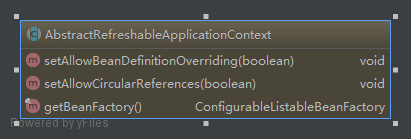 AbstractRefreshableApplicationContext
setAllowBeanDefinitionOverriding(boolean) void
setAllowCircularReferences(boolean) void
getBeanFactory() ConfigurableListableBeanFactory
Powered by yFiles